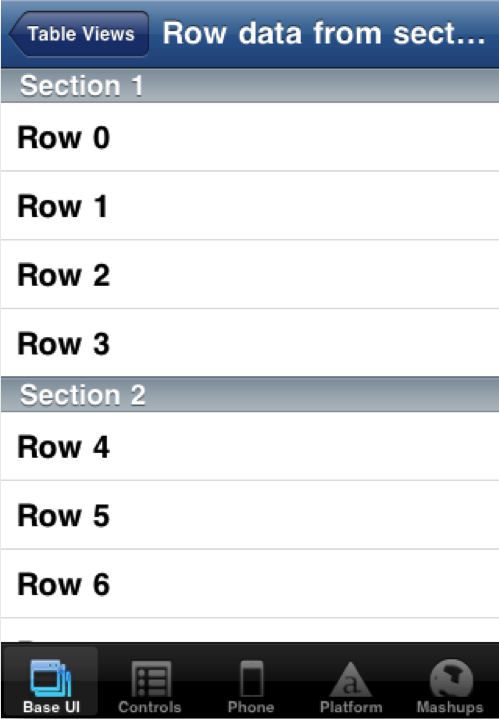 Table Views
Row data from sect...
Section 1
Row 0
Row 1
Row 2
Row 3
Section 2
Row 4
Row 5
Row 6
Base UI
Controls
Phone
Platform
Mashups